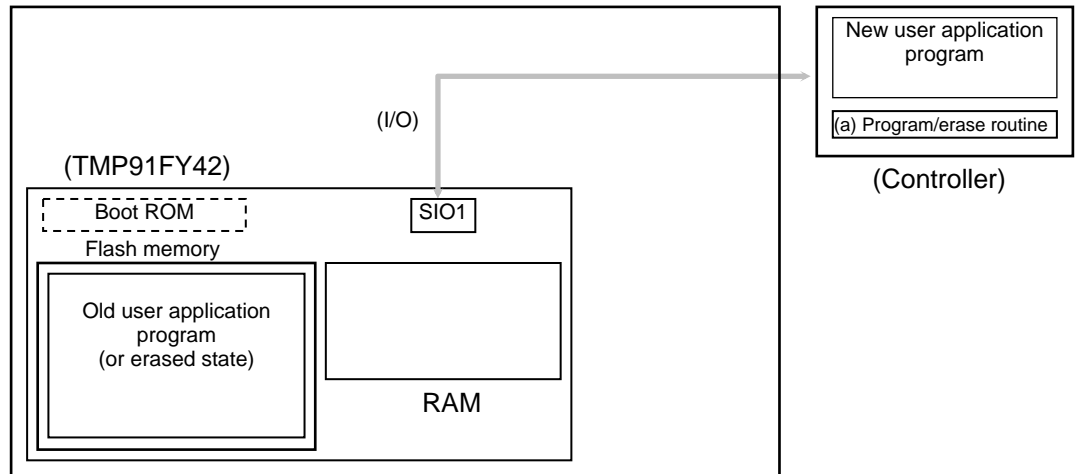 New user application
program
(I/O)
(a) Program/erase routine
(TMP91FY42)
(Controller)
Boot ROM
SIO1
Flash memory
Old user application
program
(or erased state)
RAM